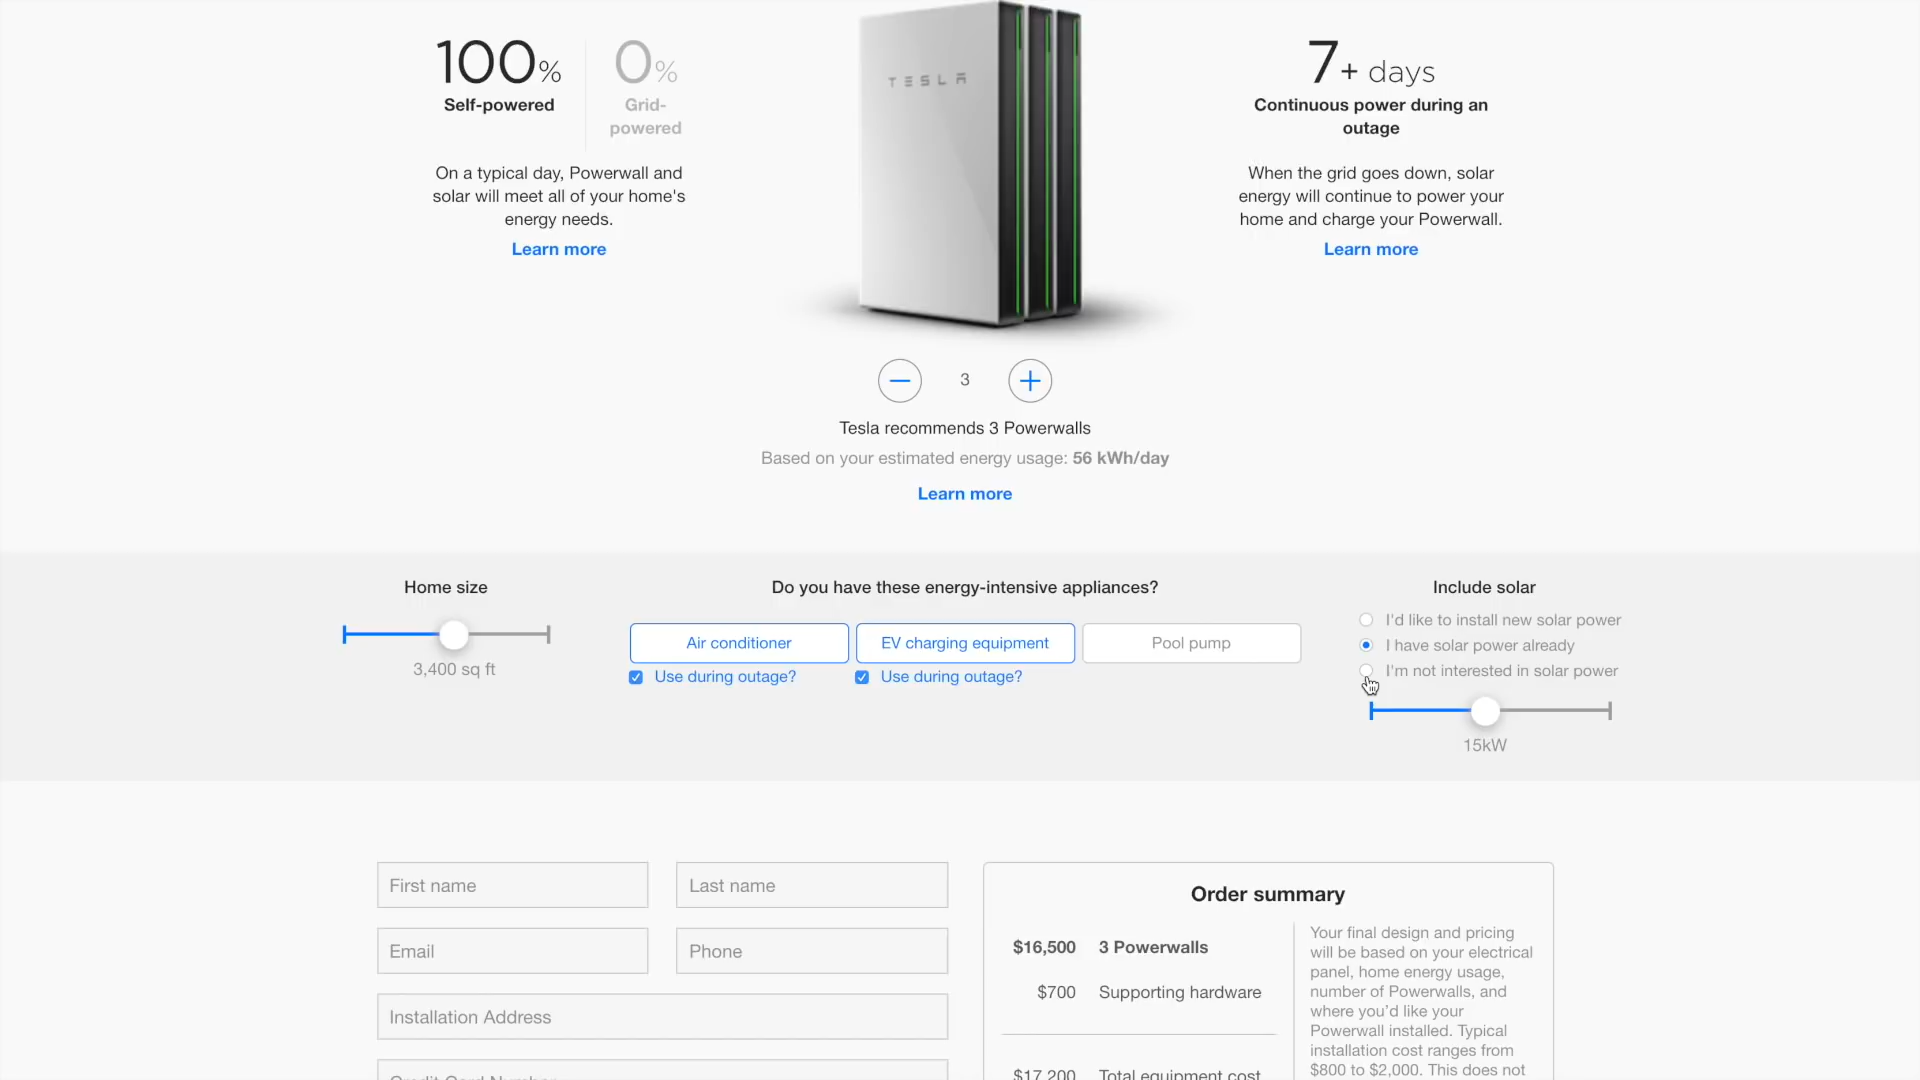 100%
Self-powered
0%
Grid-
powered
On a typical day, Powerwall and
solar will meet all of your home's
energy needs.
Learn more
TESLA
7+ days
Continuous power during an
outage
When the grid goes down, solar
energy will continue to power your
home and charge your Powerwall.
Learn more
3
Tesla recommends 3 Powerwalls
Based on your estimated energy usage: 56 kWh/day
Learn more
Home size
3,400 sq ft
Do you have these energy-intensive appliances?
Air conditioner
EV charging equipment
Pool pump
Use during outage?
Use during outage?
Include solar
I'd like to install new solar power
I have solar power already
I'm not interested in solar power
15kW
First name
Last name
Email
Phone
Installation Address
Credit Card Number
Order summary
$16,500 3 Powerwalls
$700 Supporting hardware
$17,200 Total equipment cost
Your final design and pricing
will be based on your electrical
panel, home energy usage,
number of Powerwalls, and
where you'd like your
Powerwall installed. Typical
installation cost ranges from
$800 to $2,000. This does not